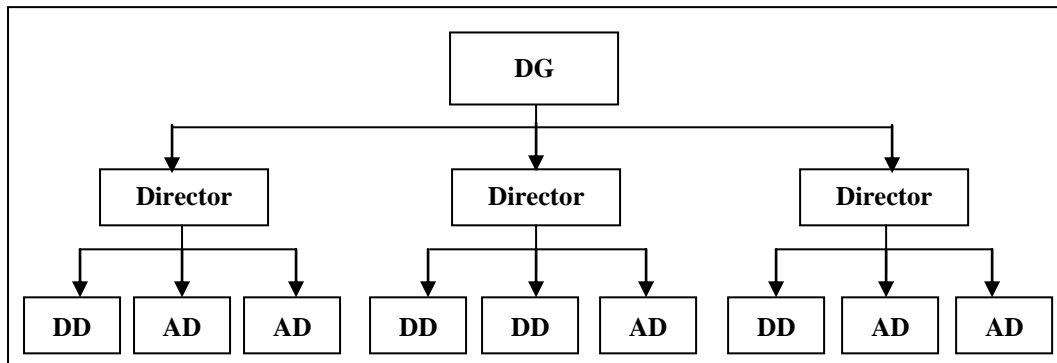 DG
Director Director Director
DD AD AD DD DD AD DD AD AD